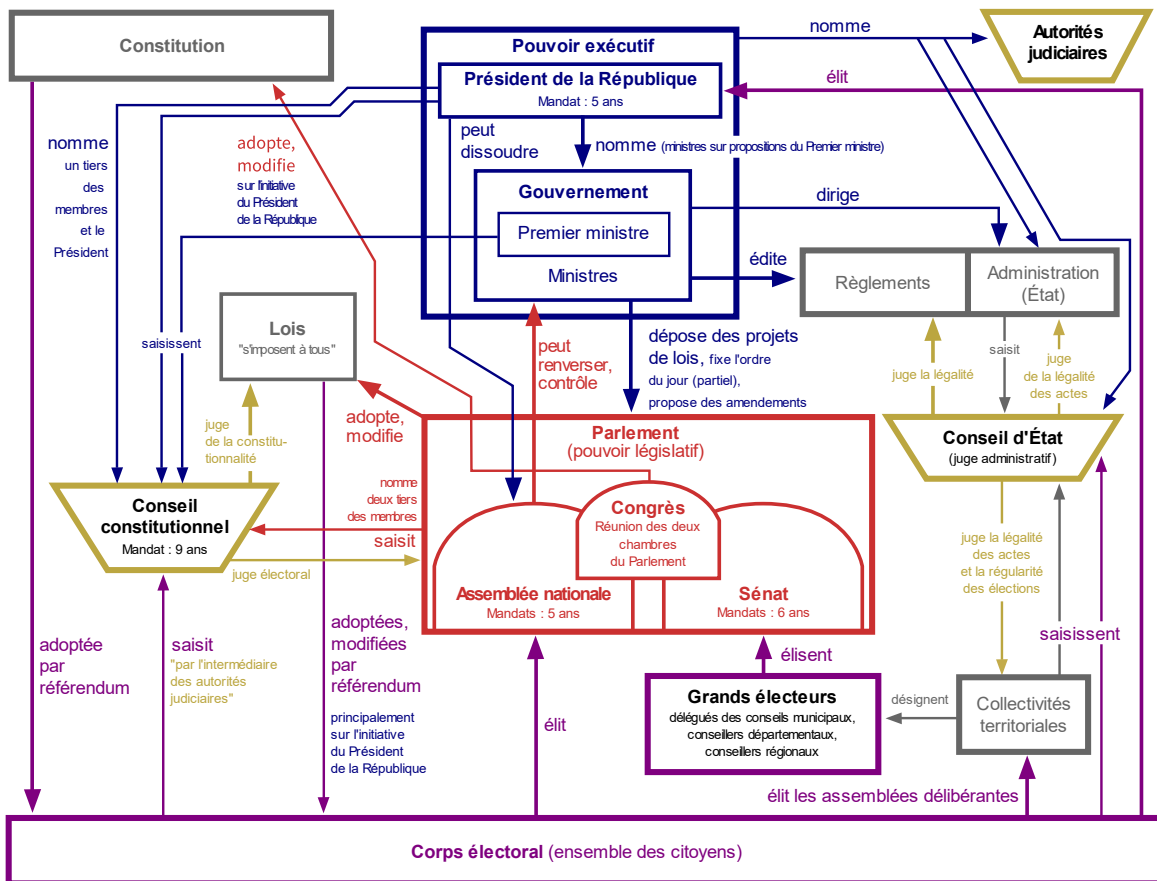 Constitution
Pouvoir exécutif
Président de la République
Mandat : 5 ans
nomme
Autorités
judiciaires
élit
nomme
un tiers
des
membres
et le
Président
adopte,
modifie
sur l'initiative
du Président
de la République
peut
dissoudre
nomme (ministres sur propositions du Premier ministre)
Gouvernement
Premier ministre
Ministres
dirige
édite
Règlements
Administration
(État)
Lois
"s'imposent à tous"
saisissent
peut
renverser,
contrôle
dépose des projets
de lois, fixe l'ordre
du jour (partiel),
propose des amendements
juge la légalité
saisit
juge
de la légalité
des actes
juge
de la constitu-
tionnalité
adopte,
modifie
Parlement
(pouvoir législatif)
Conseil d'État
(juge administratif)
Conseil
constitutionnel
Mandat : 9 ans
nomme
deux tiers
des membres
saisit
juge électoral
Congrès
Réunion des deux
chambres
du Parlement
Assemblée nationale
Mandats : 5 ans
Sénat
Mandats : 6 ans
juge la légalité
des actes
et la régularité
des élections
adoptée
par
référendum
saisit
"par l'intermédiaire
des autorités
judiciaires"
adoptées,
modifiées
par
référendum
principalement
sur l'initiative
du Président
de la République
élit
élisent
saisissent
Grands électeurs
délégués des conseils municipaux,
conseillers départementaux,
conseillers régionaux
désignent
Collectivités
territoriales
élit les assemblées délibérantes
Corps électoral (ensemble des citoyens)